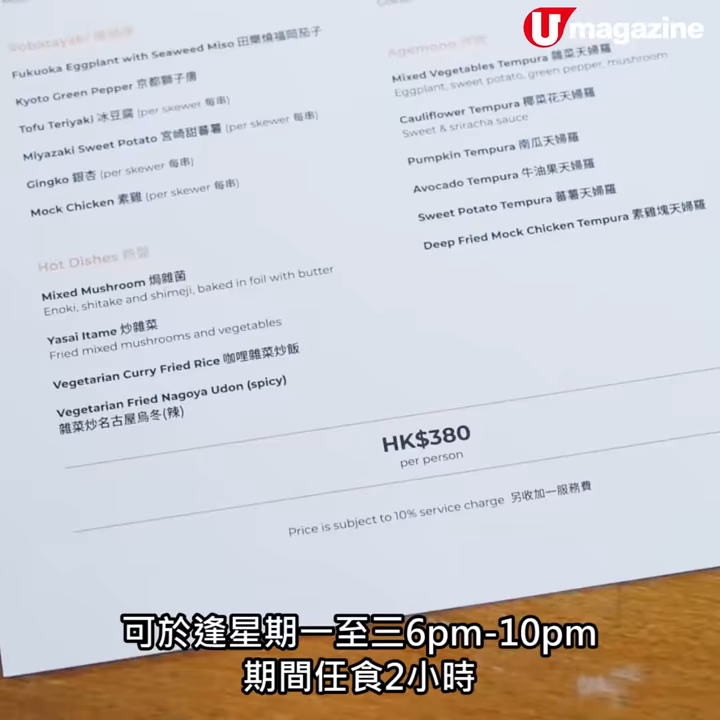 U magazine
Robatayaki
Fukuoka Eggplant with Seaweed Miso 田樂燒福岡茄子
Kyoto Green Pepper 京都獅子唐
Tofu Teriyaki 冰豆腐 (per skewer 每串)
Miyazaki Sweet Potato 宮崎甜蕃薯 (per skewer 每串)
Gingko 銀杏 (per skewer 每串)
Mock Chicken 素雞 (per skewer 每串)
Hot Dishes 熱盤
Mixed Mushroom 焗雜菌
Enoki, shitake and shimeji, baked in foil with butter
Yasai Itame 炒雜菜
Fried mixed mushrooms and vegetables
Vegetarian Curry Fried Rice 咖哩雜菜炒飯
Vegetarian Fried Nagoya Udon (spicy)
雜菜炒名古屋烏冬(辣)
Agemono
Mixed Vegetables Tempura 雜菜天婦羅
Eggplant, sweet potato, green pepper, mushroom
Cauliflower Tempura 椰菜花天婦羅
Sweet & sriracha sauce
Pumpkin Tempura 南瓜天婦羅
Avocado Tempura 牛油果天婦羅
Sweet Potato Tempura 蕃薯天婦羅
Deep Fried Mock Chicken Tempura 素雞塊天婦羅
HK$380
per person
Price is subject to 10% service charge 另收加一服務費
可於逢星期一至三6pm-10pm
期間任食2小時